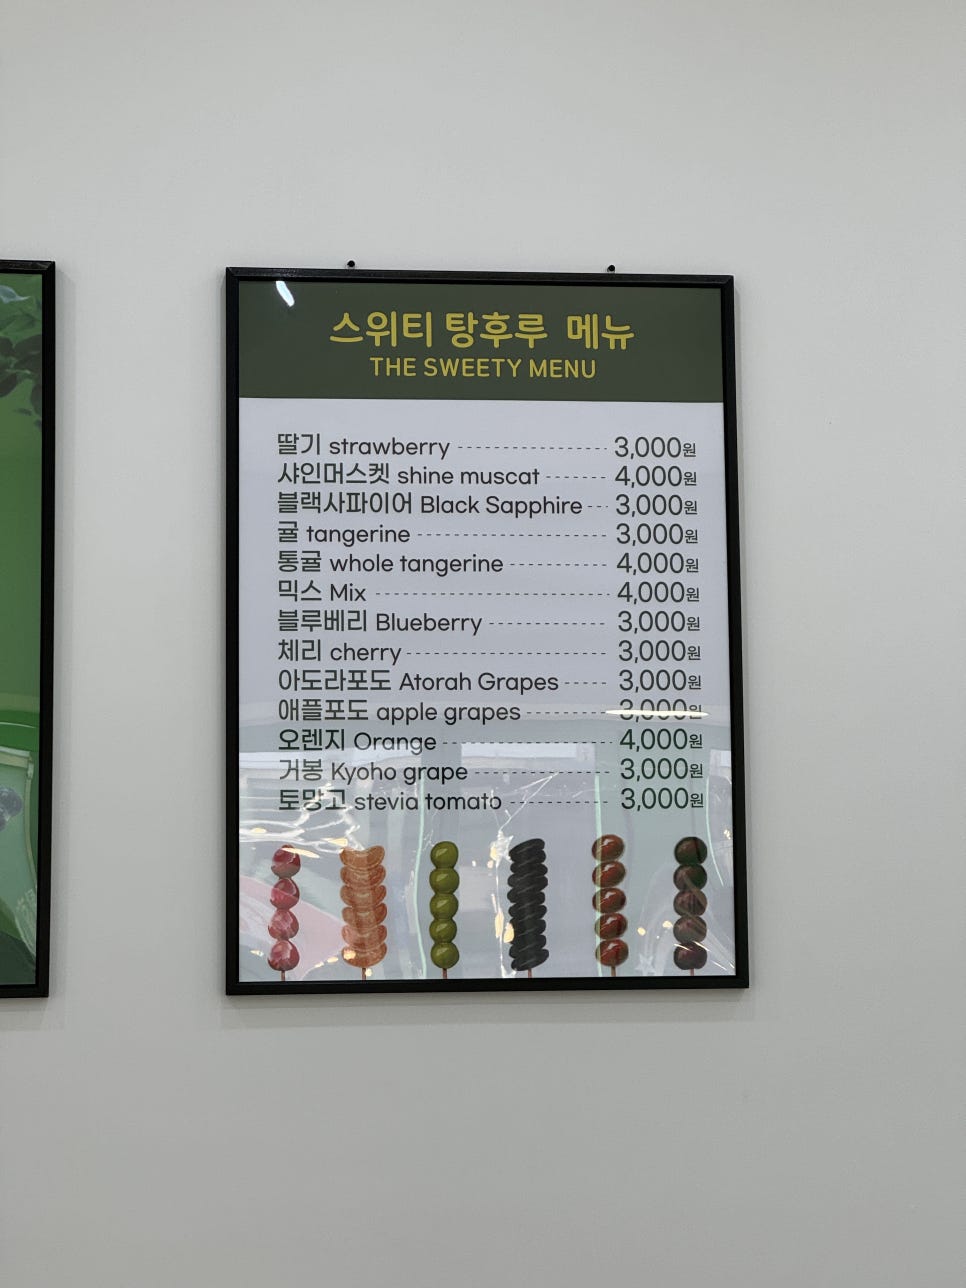 스위티 탕후루 메뉴
THE SWEETY MENU
딸기 strawberry 3,000원
샤인머스켓 shine muscat 4,000원
블랙사파이어 Black Sapphire 3,000원
귤 tangerine 3,000원
통귤 whole tangerine 4,000원
믹스 Mix 4,000원
블루베리 Blueberry 3,000원
체리 cherry 3,000원
아도라포도 Atorah Grapes 3,000원
애플포도 apple grapes 3,000원
오렌지 Orange 4,000원
거봉 Kyoho grape 3,000원
토망고 stevia tomato 3,000원